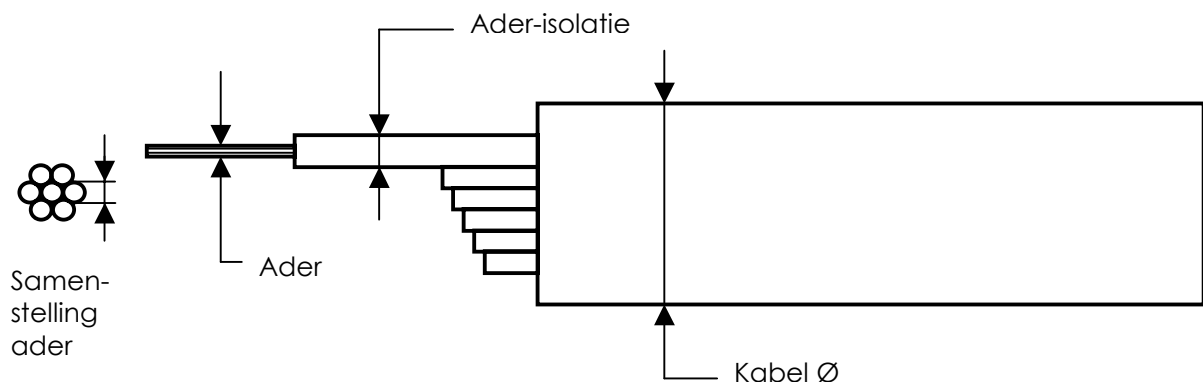 Ader-isolatie
Ader
Samen-
stelling
ader
Kabel Ø